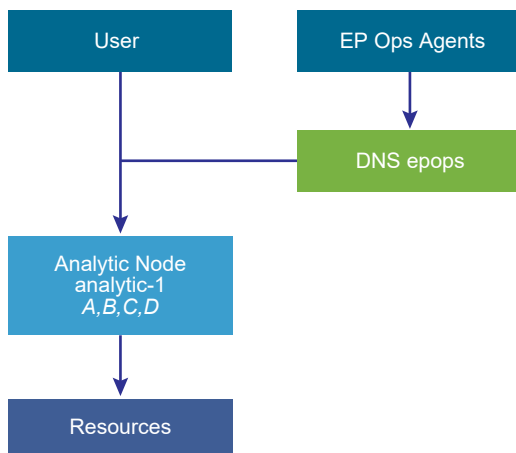 User
EP Ops Agents
DNS epops
Analytic Node
analytic-1
A,B,C,D
Resources